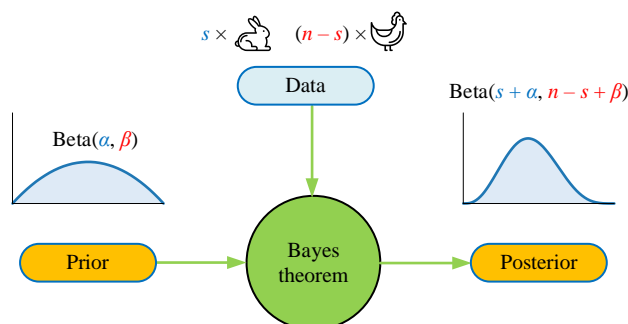 s × (n − s) ×
Data
Beta(α, β)
Beta(s + α, n − s + β)
Prior
Bayes
theorem
Posterior